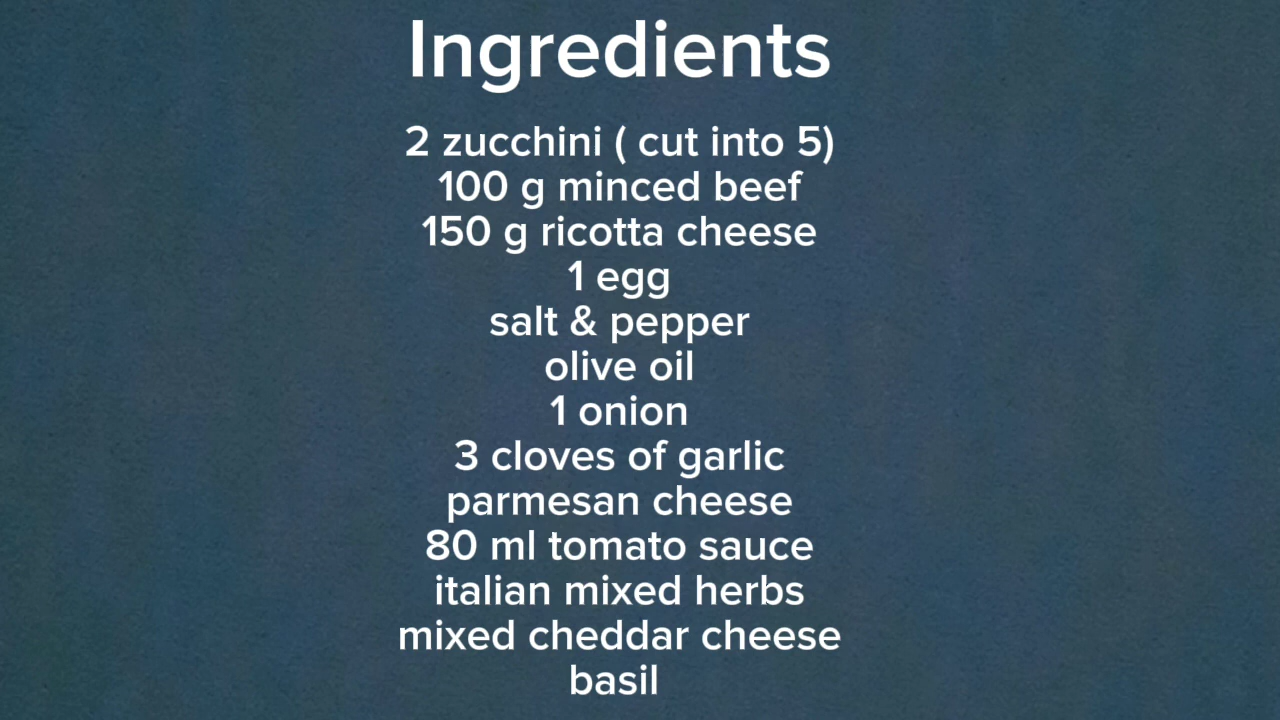 Ingredients
2 zucchini ( cut into 5)
100 g minced beef
150 g ricotta cheese
1 egg
salt & pepper
olive oil
1 onion
3 cloves of garlic
parmesan cheese
80 ml tomato sauce
italian mixed herbs
mixed cheddar cheese
basil